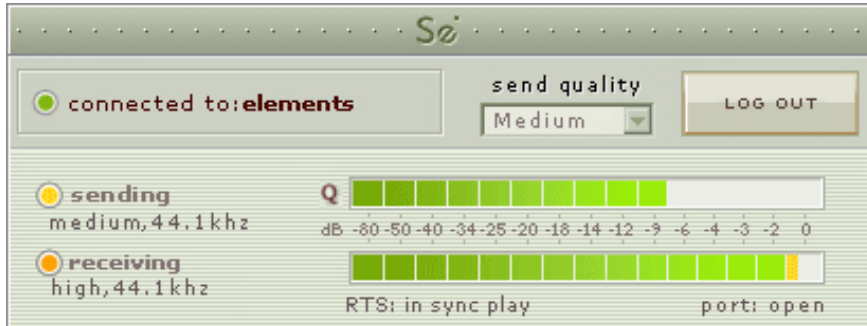 Sø
connected to:elements
send quality
Medium
LOG OUT
sending
medium,44.1khz
Q
dB -80 -50 -40 -34 -25 -20 -18 -14 -12 -9 -6 -4 -3 -2 0
receiving
high,44.1khz
RTS: in sync play
port: open